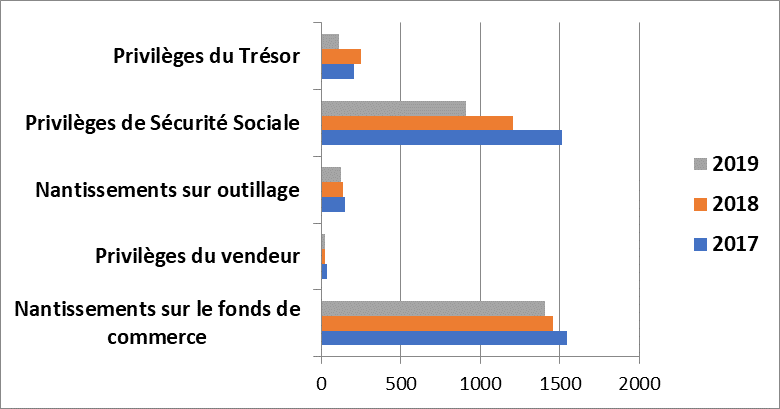 Privilèges du Trésor
Privilèges de Sécurité Sociale
Nantissements sur outillage
Privilèges du vendeur
Nantissements sur le fonds de
commerce
0 500 1000 1500 2000
2019
2018
2017